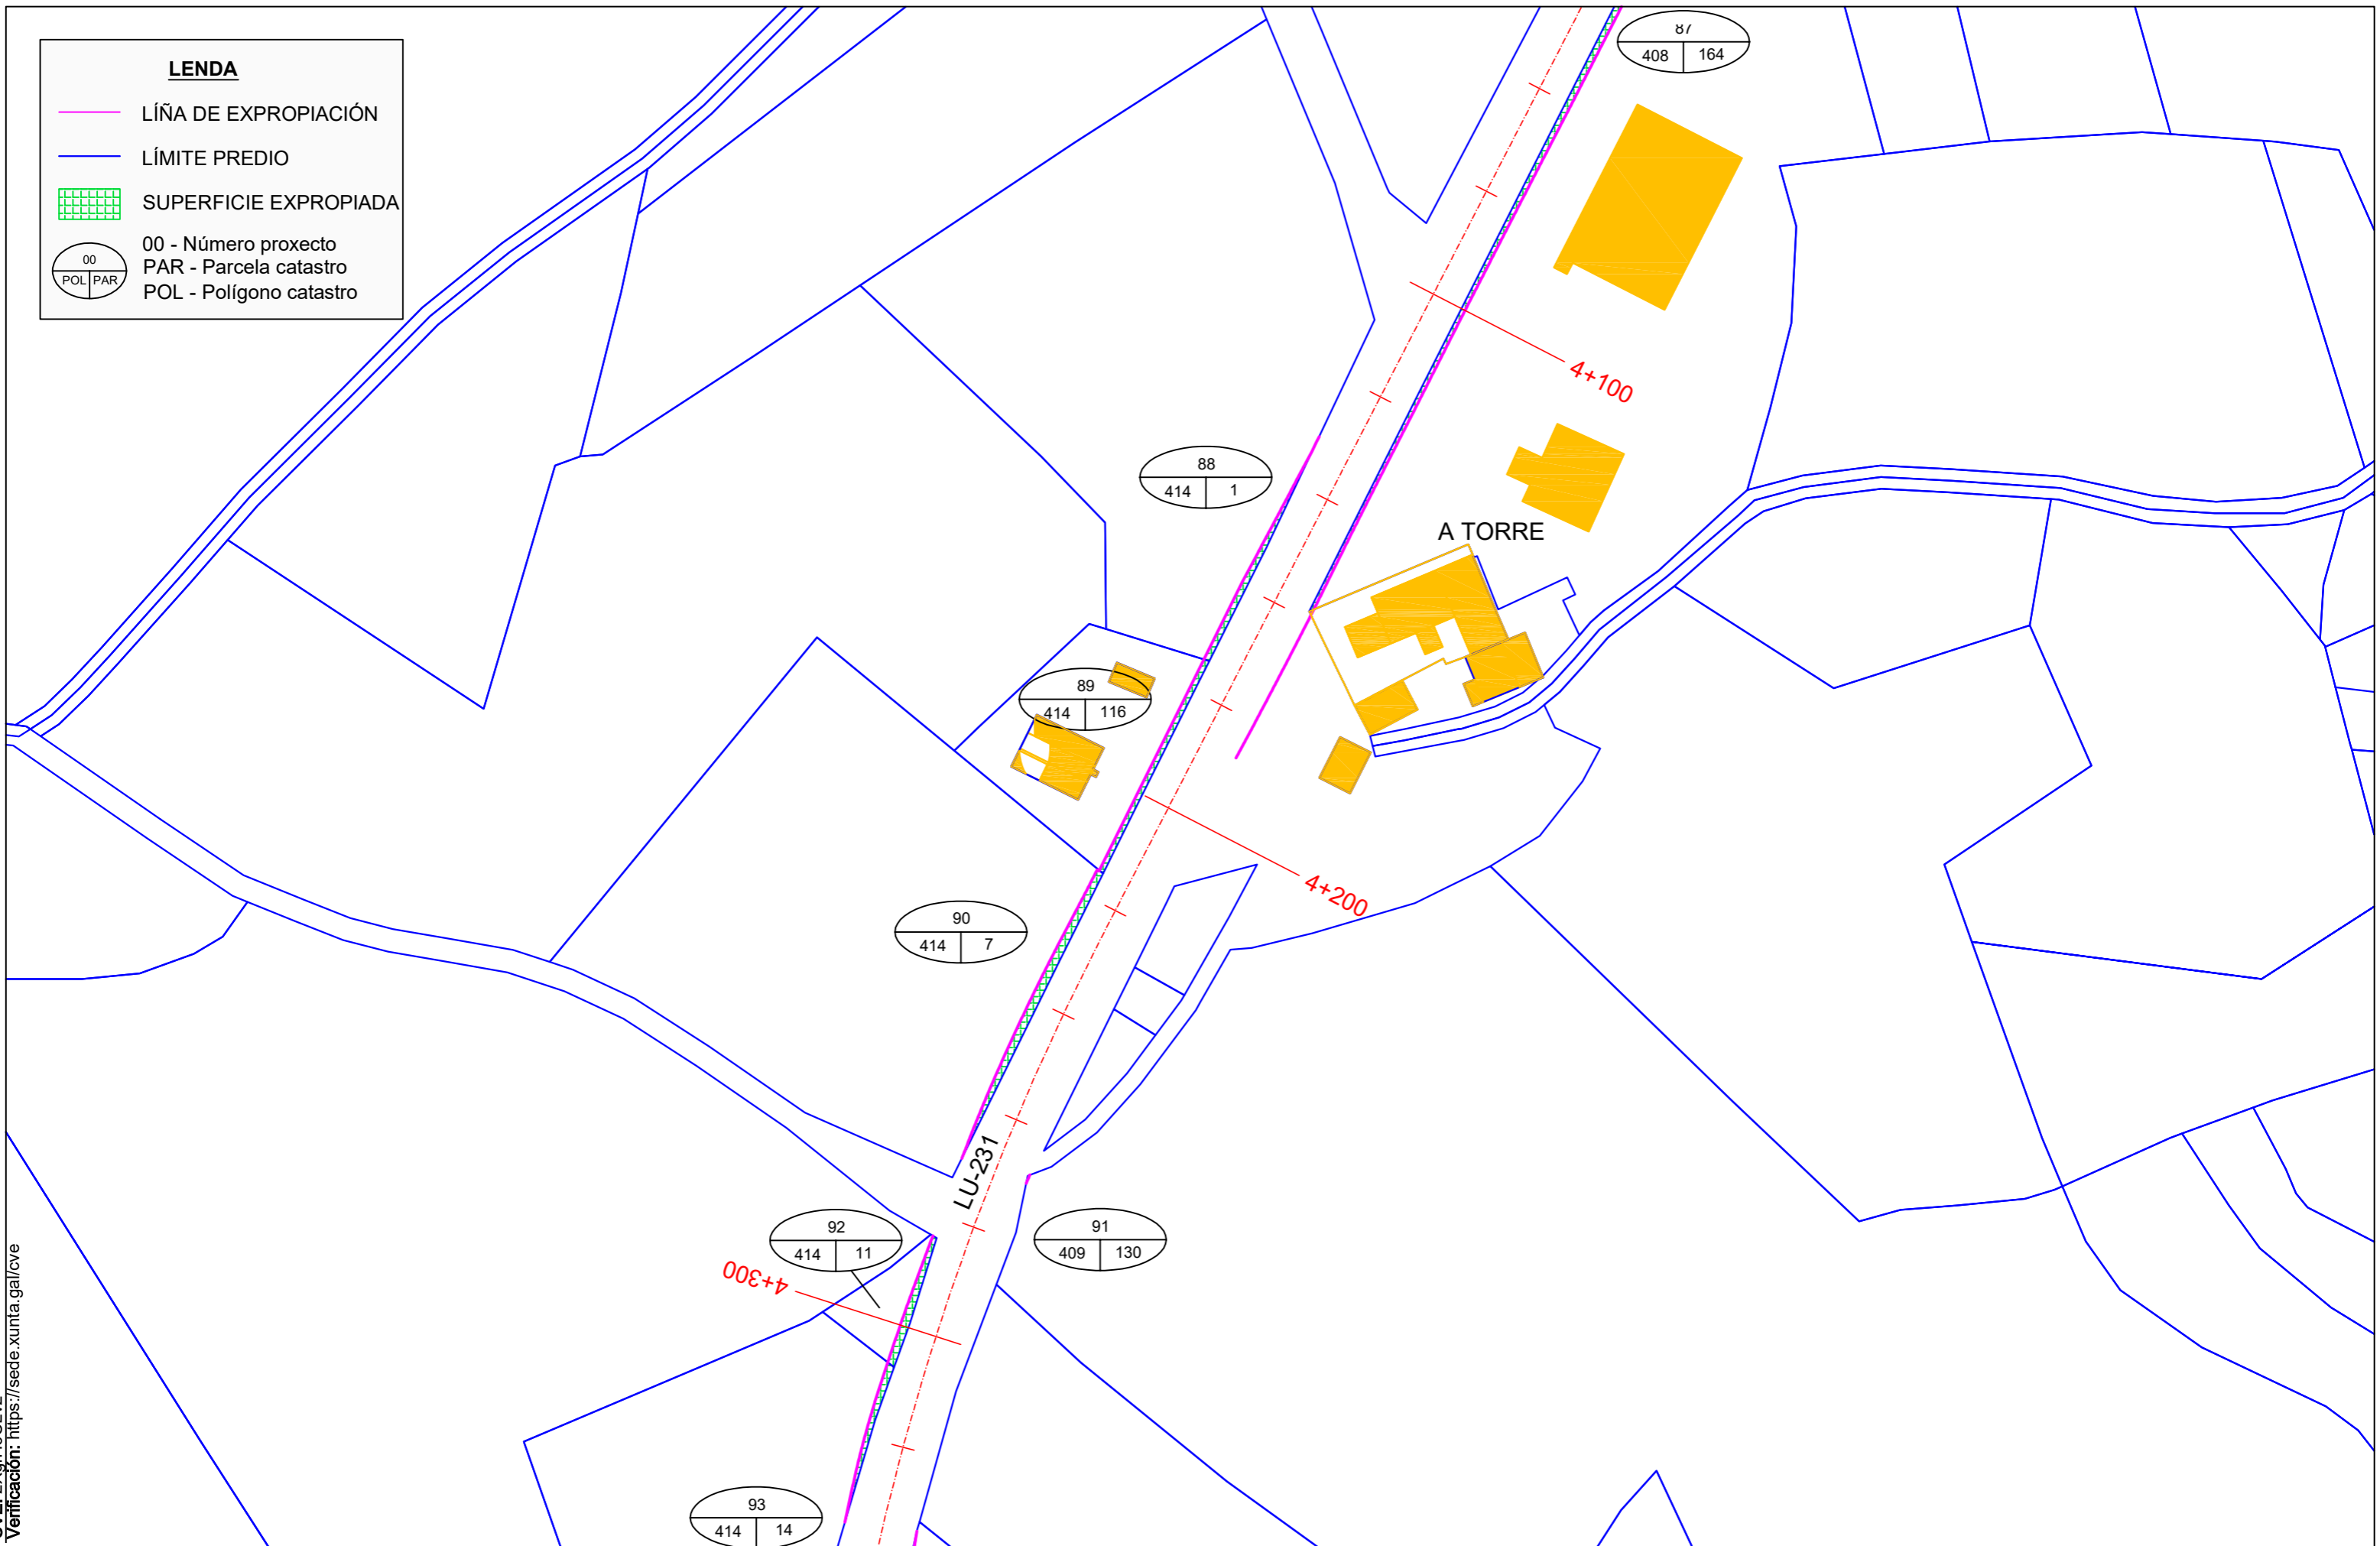 LENDA
LÍÑA DE EXPROPIACIÓN
LÍMITE PREDIO
SUPERFICIE EXPROPIADA
00
POL PAR
00 - Número proxecto
PAR - Parcela catastro
POL - Polígono catastro
87
408 164
4+100
88
414 1
A TORRE
89
414 116
4+200
90
414 7
LU-231
92
414 11
91
409 130
4+300
93
414 14
Verificación: https://sede.xunta.gal/cve